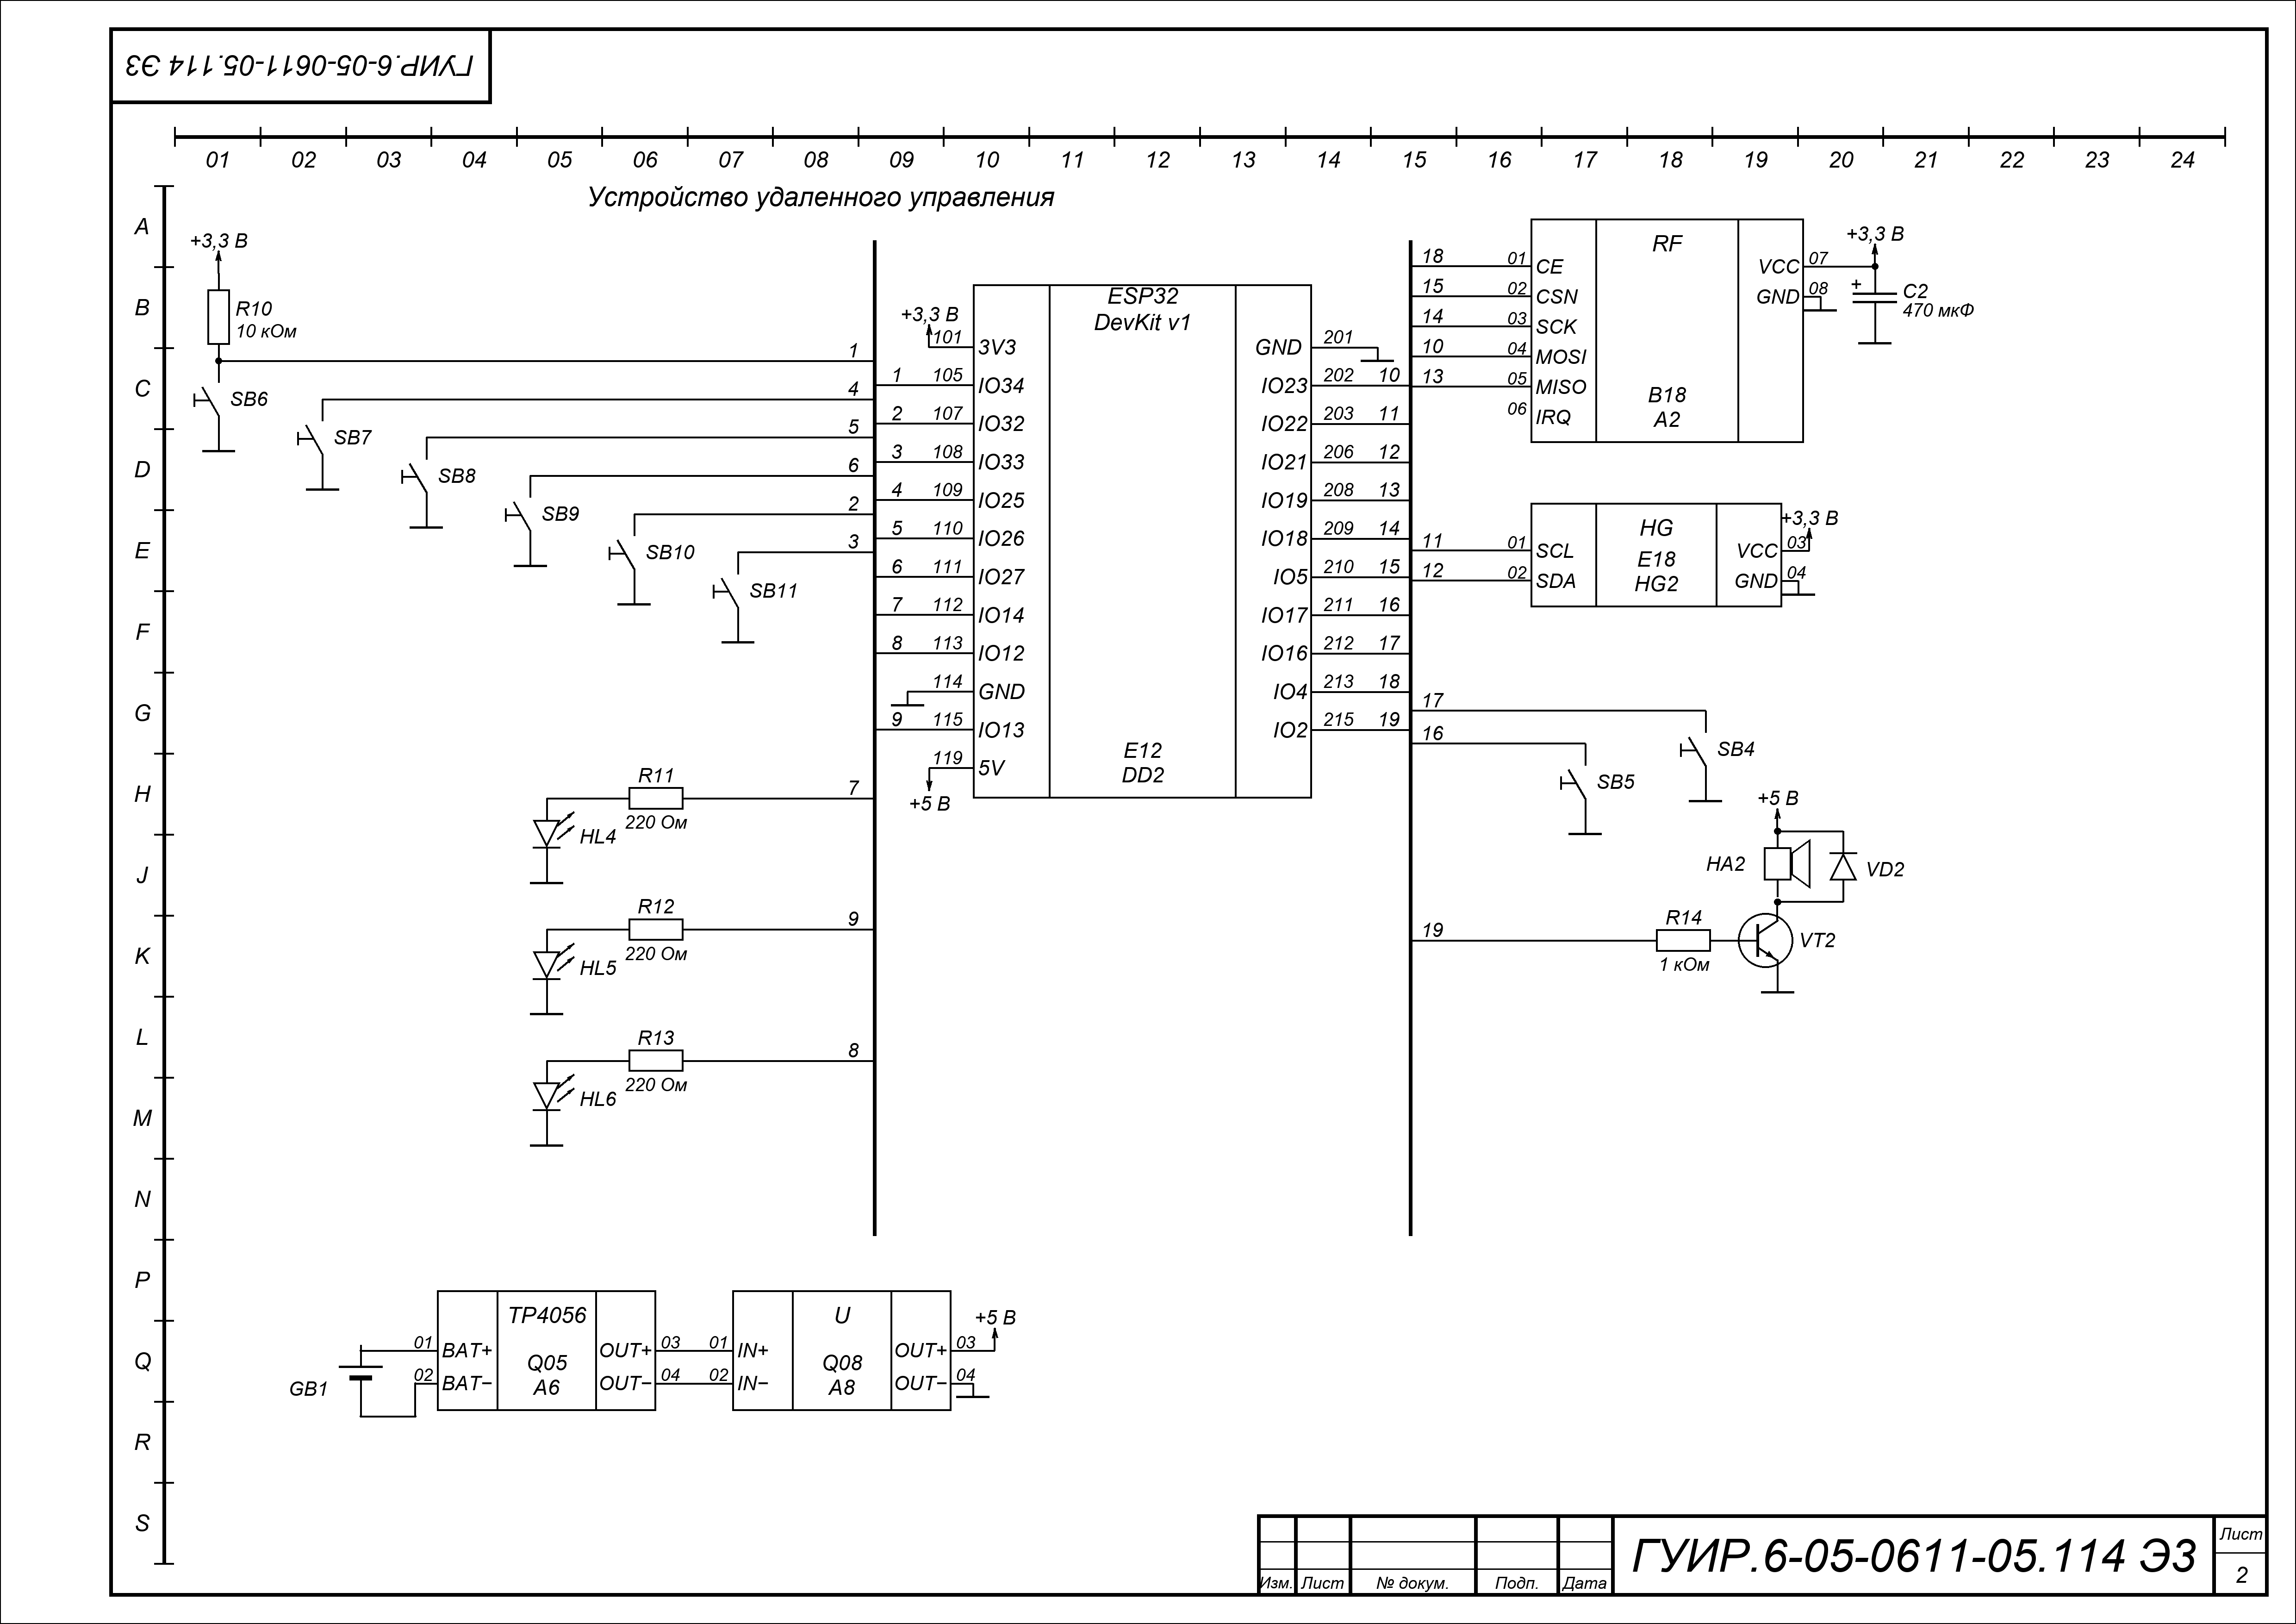 ГУИР.6-05-0611-05.114 Э3
01 02 03 04 05 06 07 08 09 10 11 12 13 14 15 16 17 18 19 20 21 22 23 24
A
B
C
D
E
F
G
H
J
K
L
M
N
P
Q
R
S
Устройство удаленного управления
+3,3 В
R10
10 кОм
SB6
SB7
SB8
SB9
SB10
SB11
1
4
5
6
2
3
R11
220 Ом
HL4
7
R12
220 Ом
HL5
9
R13
220 Ом
HL6
8
ESP32
DevKit v1
E12
DD2
+3,3 В
101 3V3
1 105 IO34
2 107 IO32
3 108 IO33
4 109 IO25
5 110 IO26
6 111 IO27
7 112 IO14
8 113 IO12
114 GND
9 115 IO13
119 5V
+5 В
GND 201
IO23 202 10
IO22 203 11
IO21 206 12
IO19 208 13
IO18 209 14
IO5 210 15
IO17 211 16
IO16 212 17
IO4 213 18
IO2 215 19
RF
B18
A2
18 01 CE
15 02 CSN
14 03 SCK
10 04 MOSI
13 05 MISO
06 IRQ
VCC 07
GND 08
+3,3 В
+
C2
470 мкФ
HG
E18
HG2
11 01 SCL
12 02 SDA
VCC 03
GND 04
+3,3 В
17
16
SB4
SB5
+5 В
HA2
VD2
19
R14
1 кОм
VT2
GB1
TP4056
Q05
A6
01 BAT+
02 BAT−
OUT+ 03
OUT− 04
U
Q08
A8
01 IN+
02 IN−
OUT+ 03
OUT− 04
+5 В
Изм. Лист № докум. Подп. Дата
ГУИР.6-05-0611-05.114 Э3
Лист
2